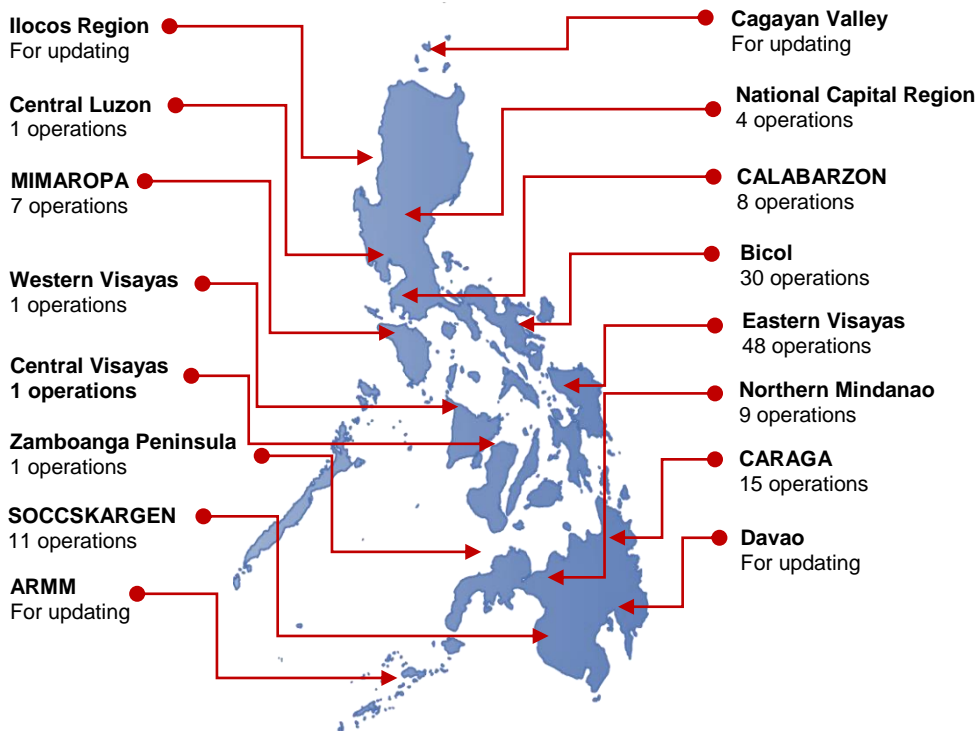 Ilocos Region
For updating
Central Luzon
1 operations
MIMAROPA
7 operations
Western Visayas
1 operations
Central Visayas
1 operations
Zamboanga Peninsula
1 operations
SOCCSKARGEN
11 operations
ARMM
For updating
Cagayan Valley
For updating
National Capital Region
4 operations
CALABARZON
8 operations
Bicol
30 operations
Eastern Visayas
48 operations
Northern Mindanao
9 operations
CARAGA
15 operations
Davao
For updating